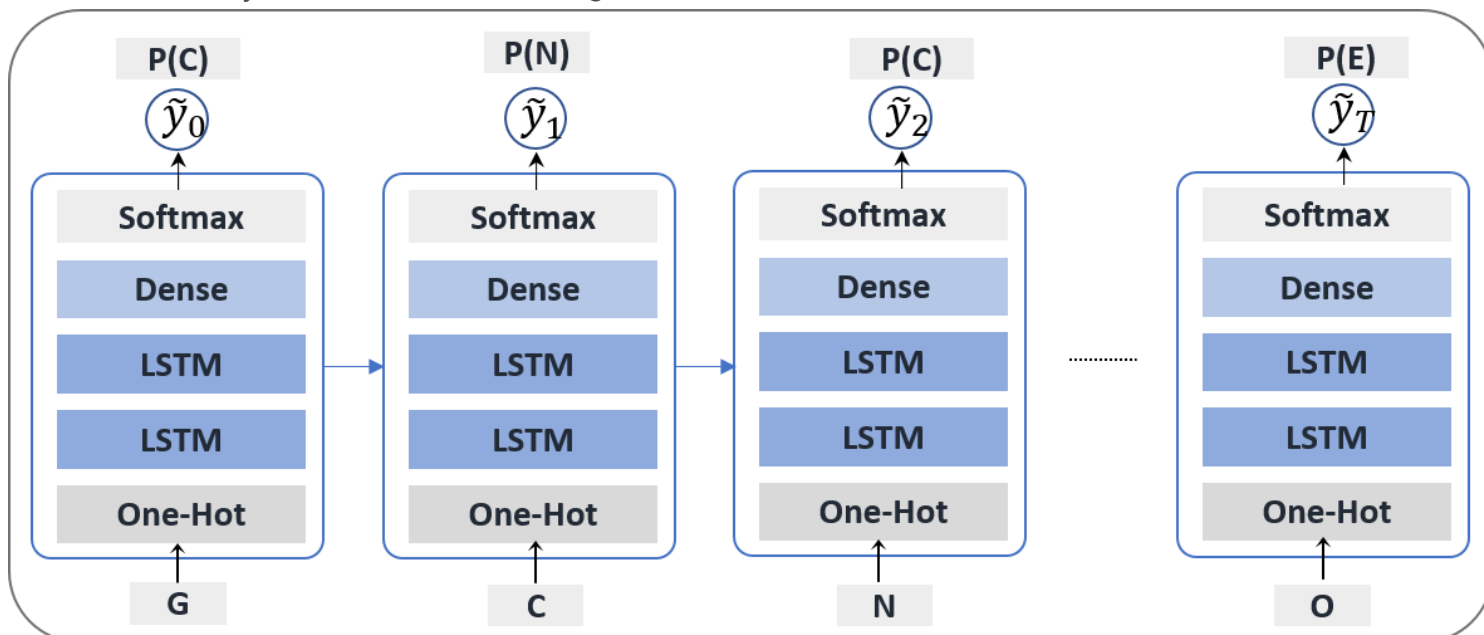 P(C) P(N) P(C) P(E)
ỹ0 ỹ1 ỹ2 ỹT
Softmax Softmax Softmax Softmax
Dense Dense Dense Dense
LSTM LSTM LSTM LSTM
..............
LSTM LSTM LSTM LSTM
One-Hot One-Hot One-Hot One-Hot
G C N O